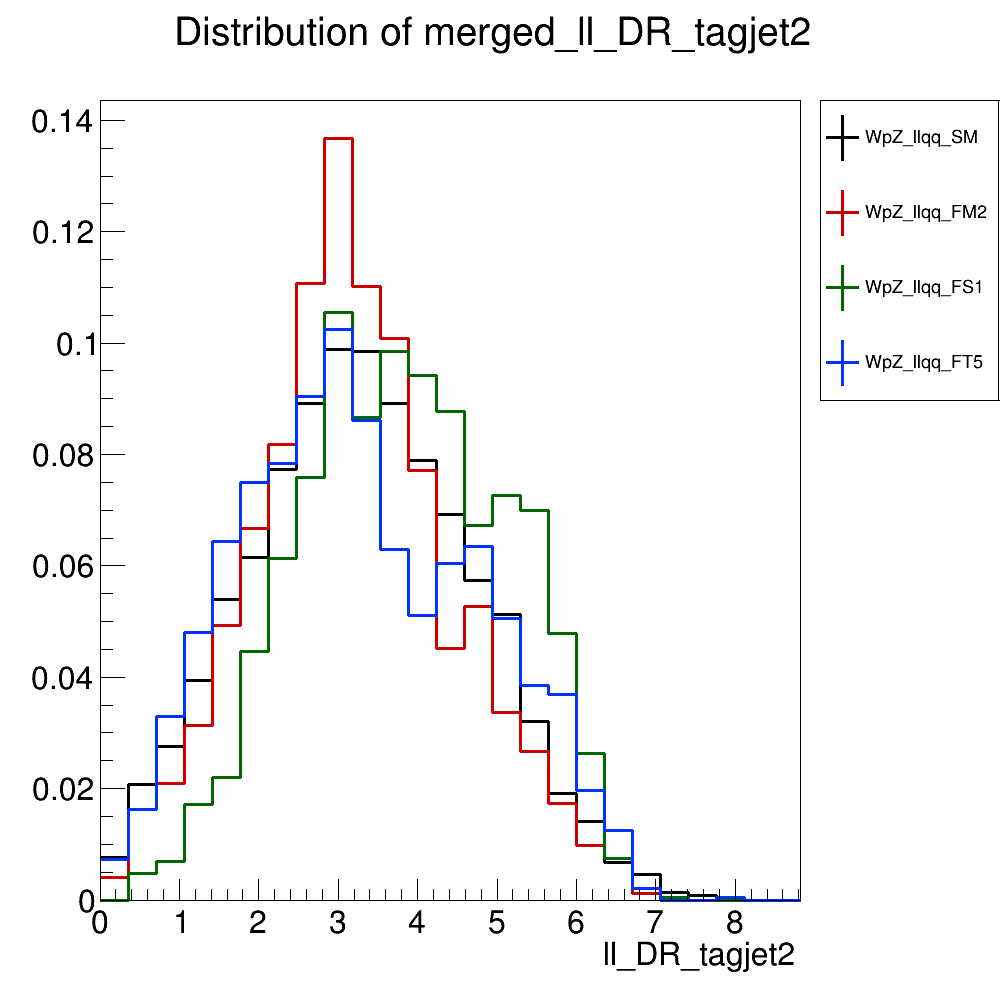 Distribution of merged_ll_DR_tagjet2
0.14
0.12
0.1
0.08
0.06
0.04
0.02
0
0 1 2 3 4 5 6 7 8
ll_DR_tagjet2
WpZ_llqq_SM
WpZ_llqq_FM2
WpZ_llqq_FS1
WpZ_llqq_FT5